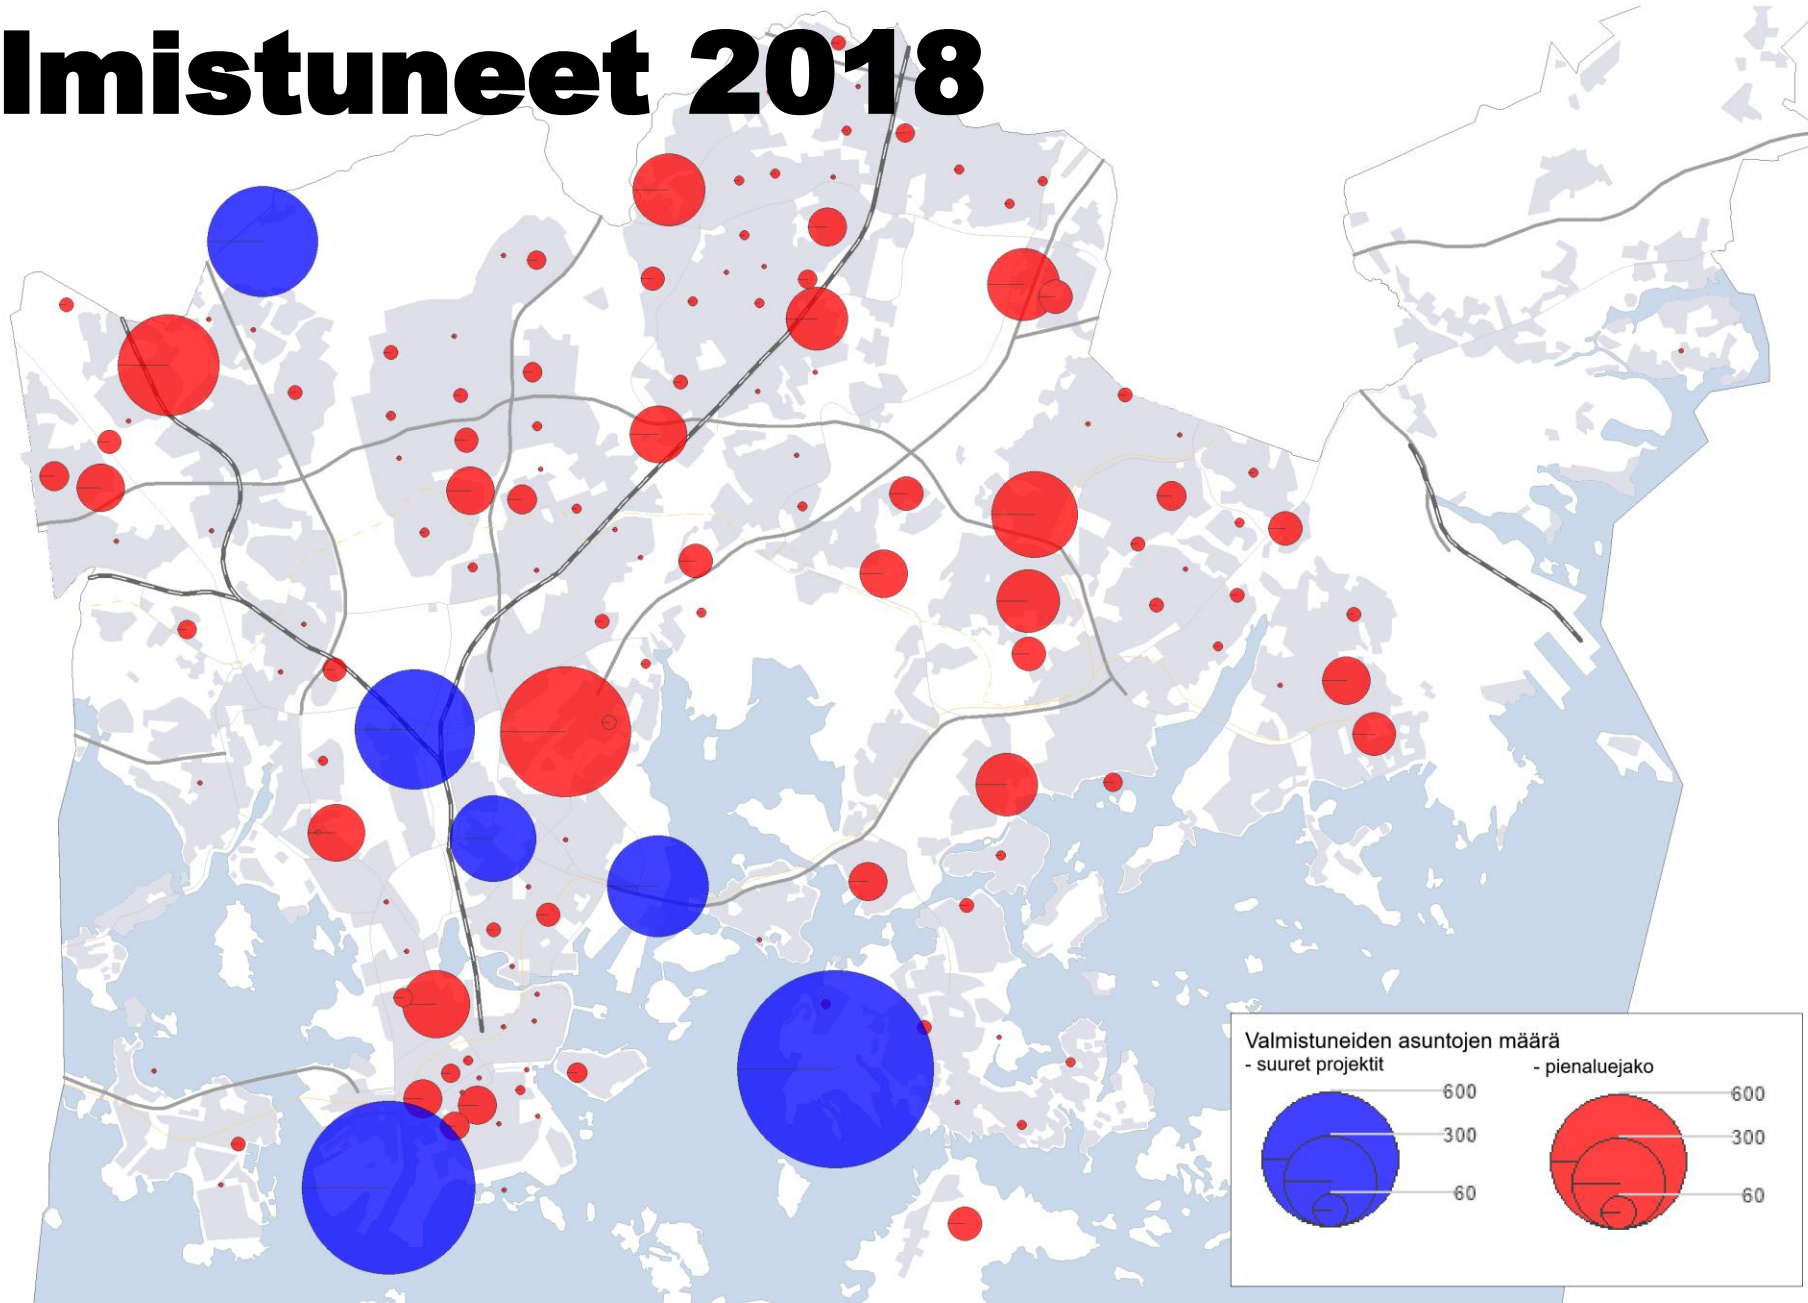 lmistuneet 2018
Valmistuneiden asuntojen määrä
- suuret projektit
- pienaluejako
600
300
60
600
300
60